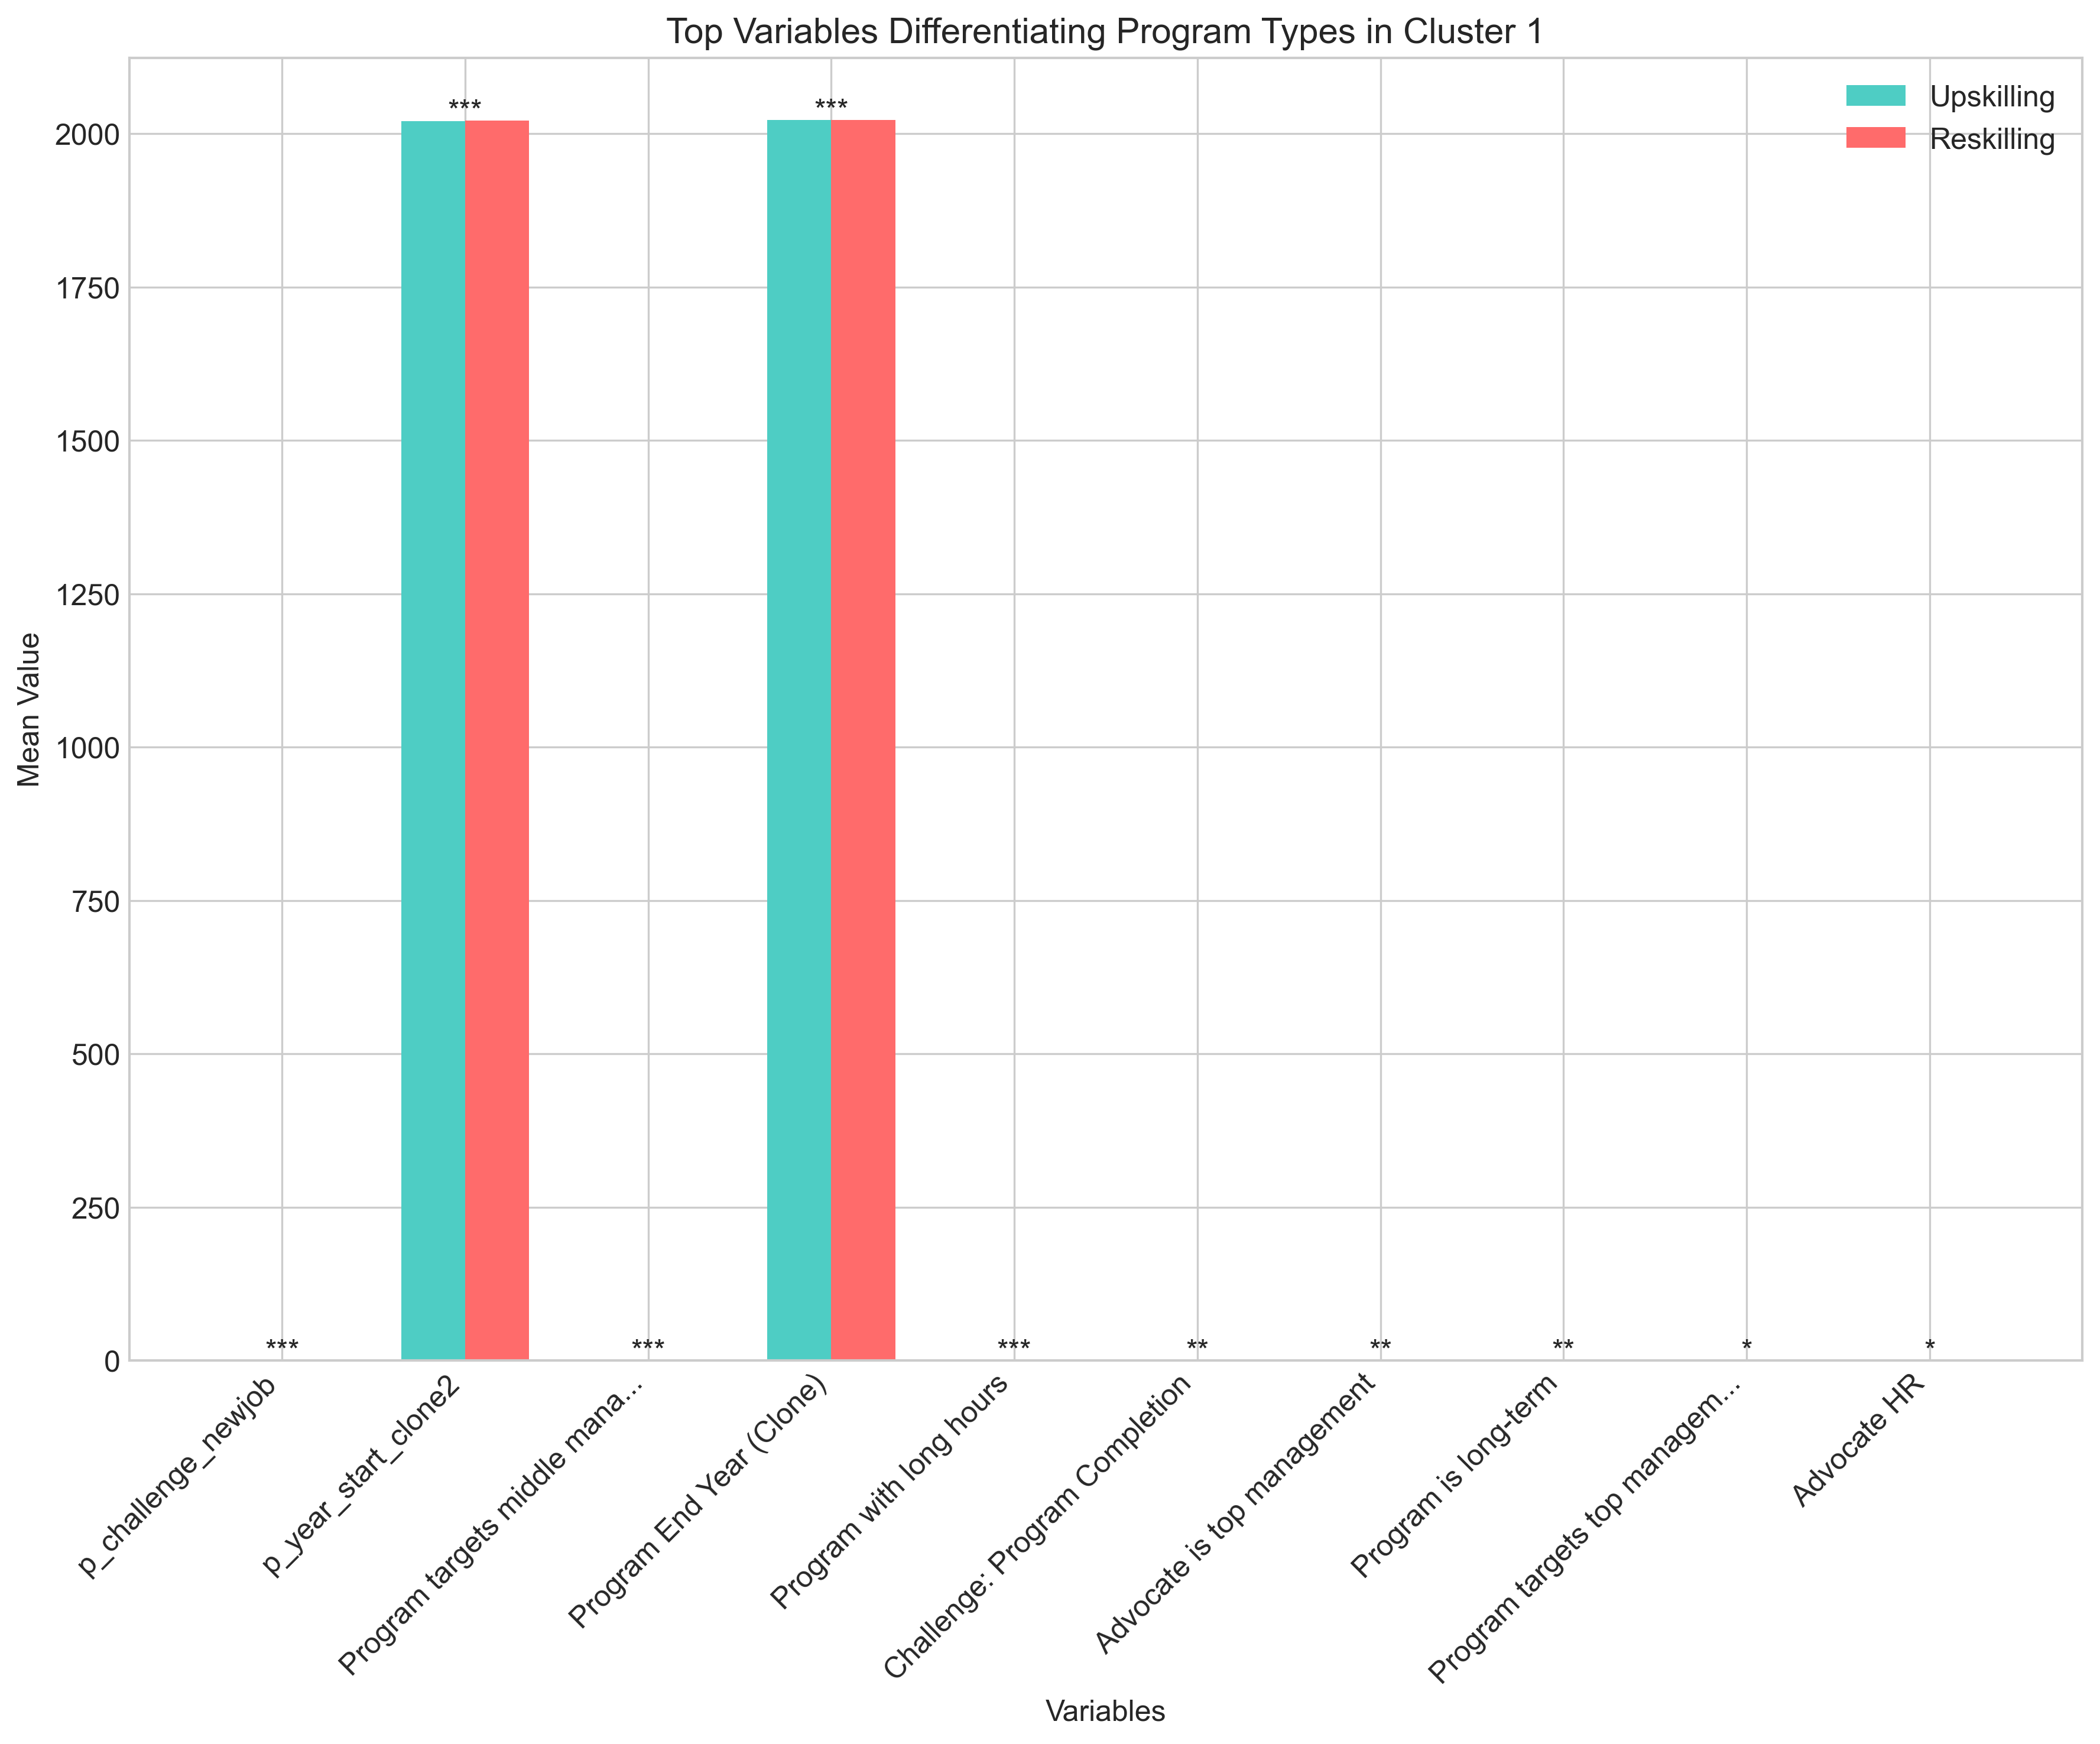 Top Variables Differentiating Program Types in Cluster 1
Upskilling
Reskilling
Mean Value
2000
1750
1500
1250
1000
750
500
250
0
***
***
***
***
***
**
**
**
*
*
p_challenge_newjob
p_year_start_clone2
Program targets middle mana...
Program End Year (Clone)
Program with long hours
Challenge: Program Completion
Advocate is top management
Program is long-term
Program targets top managem...
Advocate HR
Variables